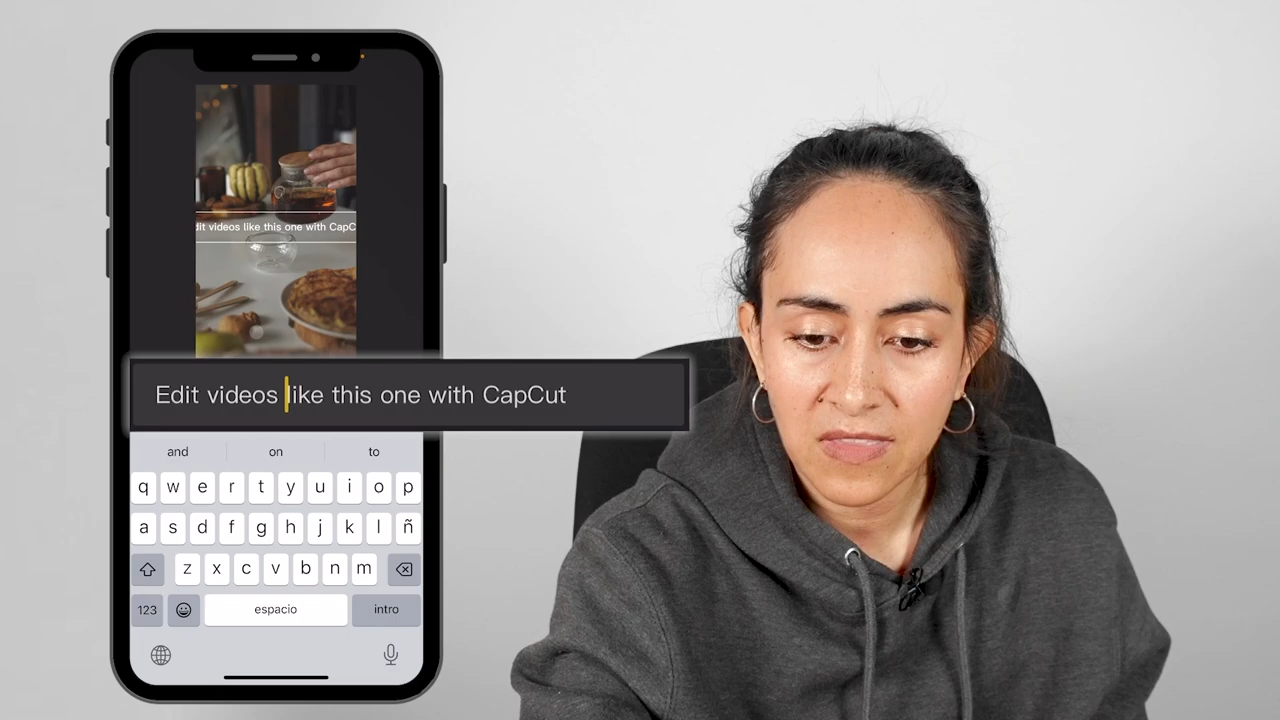 dit videos like this one with CapC
Edit videos like this one with CapCut
and on to
q w e r t y u i o p
a s d f g h j k l ñ
z x c v b n m
123 espacio intro